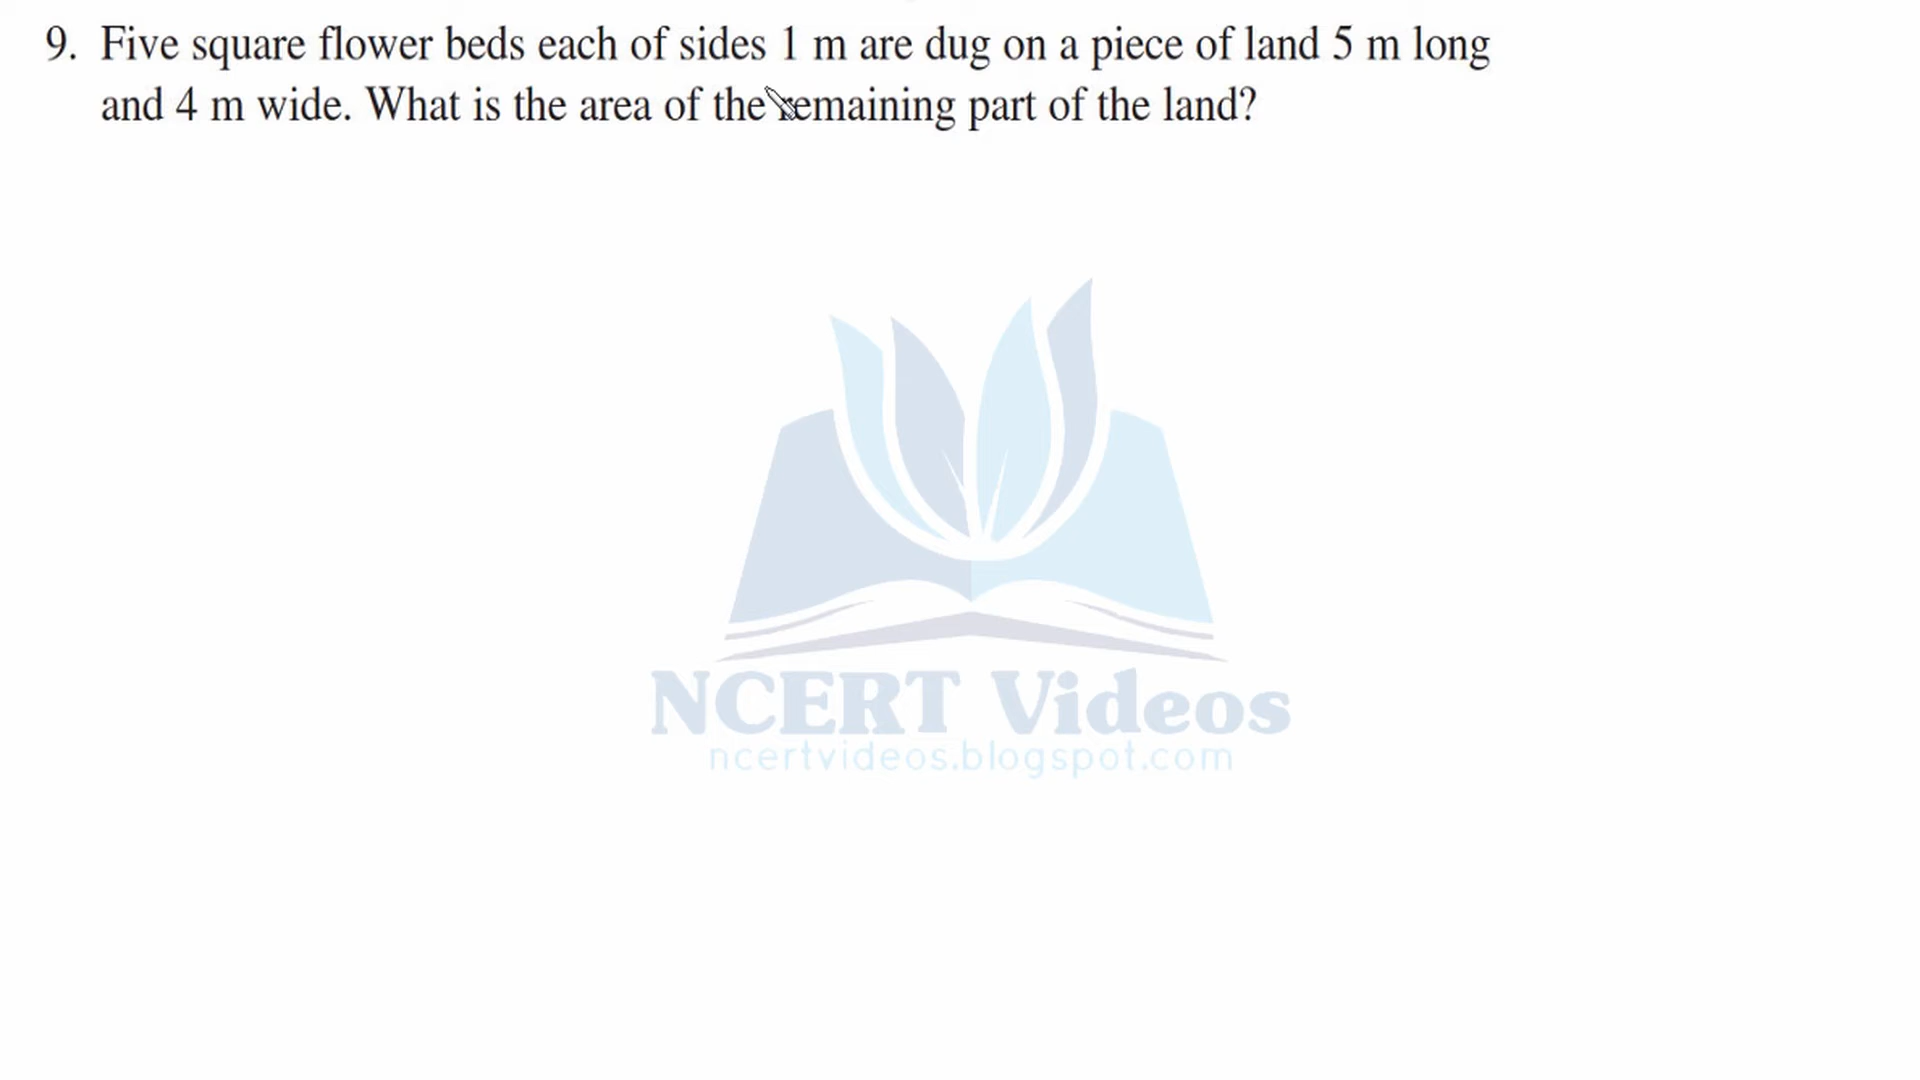 9. Five square flower beds each of sides 1 m are dug on a piece of land 5 m long
and 4 m wide. What is the area of the remaining part of the land?
NCERT Videos
ncertvideos.blogspot.com